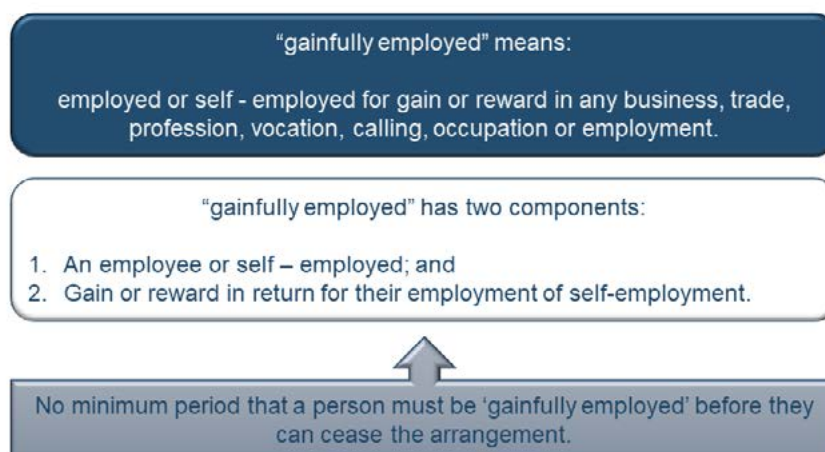 “gainfully employed” means:
employed or self - employed for gain or reward in any business, trade,
profession, vocation, calling, occupation or employment.
“gainfully employed” has two components:
1. An employee or self – employed; and
2. Gain or reward in return for their employment of self-employment.
No minimum period that a person must be ‘gainfully employed’ before they
can cease the arrangement.